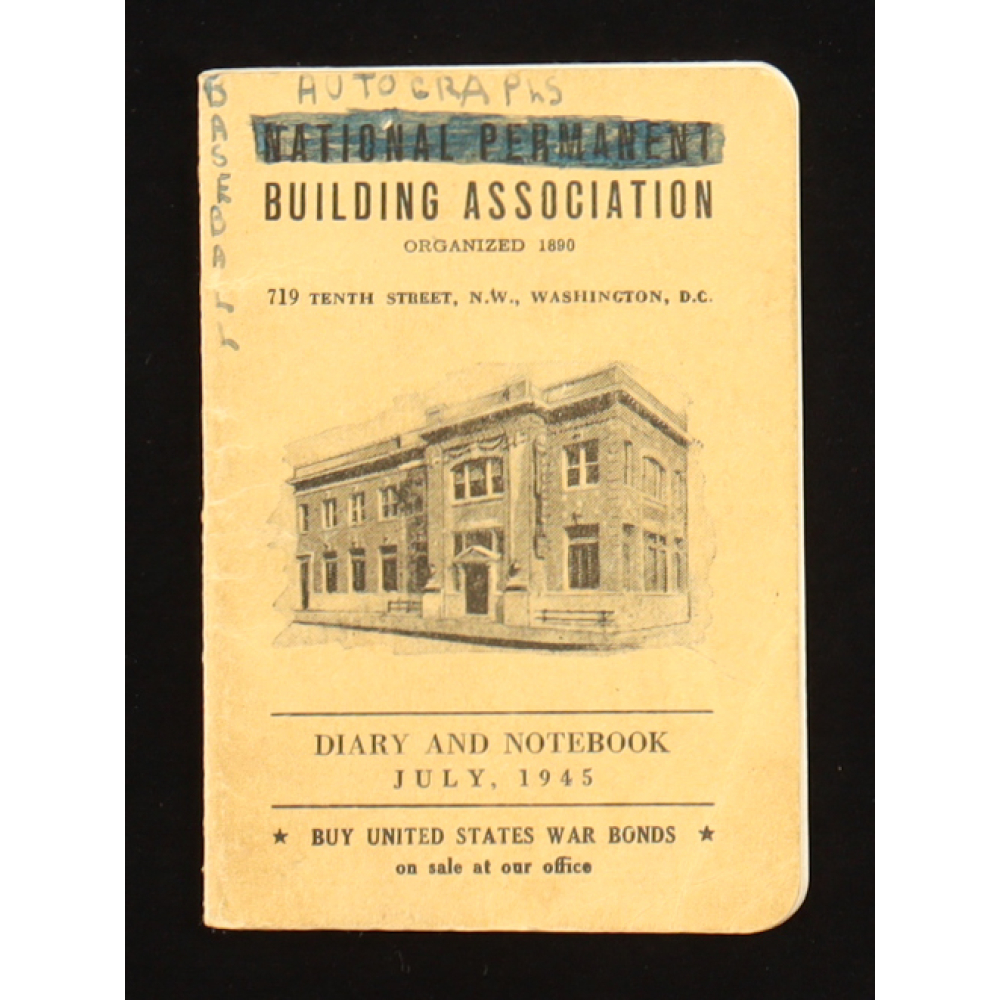 AUTOGRAPhS
BASEBALL
NATIONAL PERMANENT
BUILDING ASSOCIATION
ORGANIZED 1890
719 TENTH STREET, N.W., WASHINGTON, D.C.
DIARY AND NOTEBOOK
JULY, 1945
★ BUY UNITED STATES WAR BONDS ★
on sale at our office